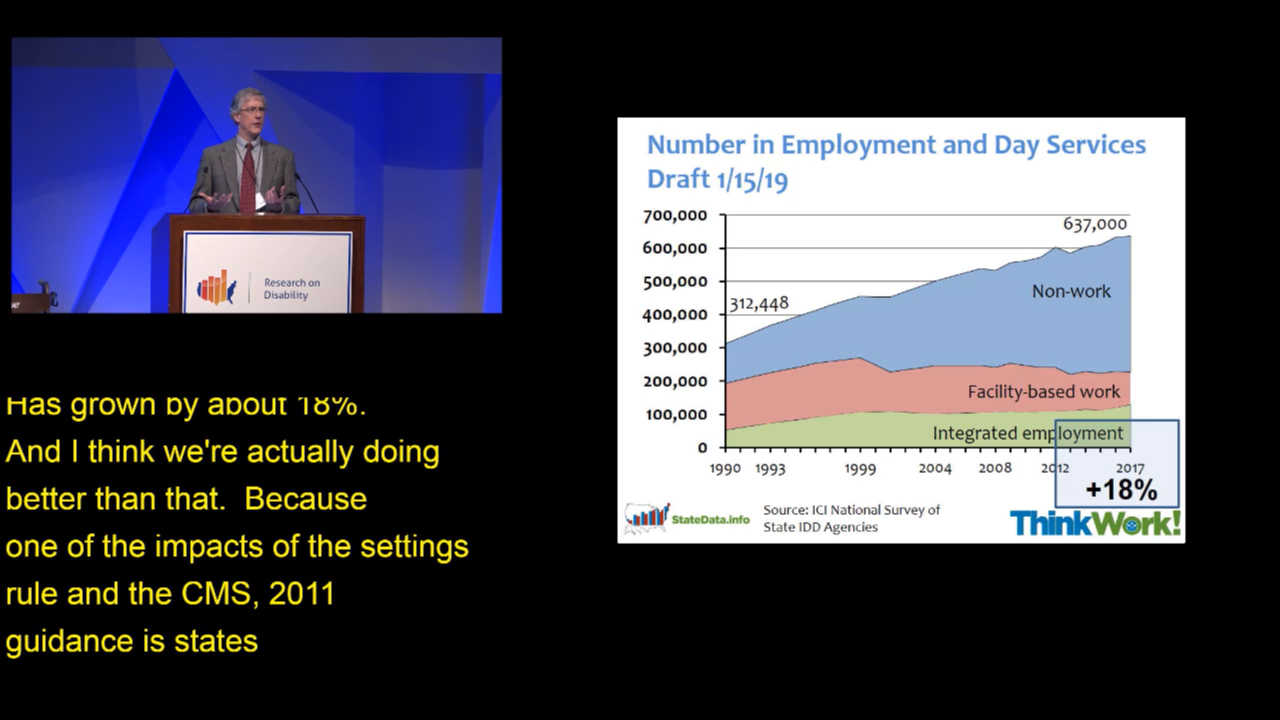 Research on
Disability
Has grown by about 18%.
And I think we're actually doing
better than that.  Because
one of the impacts of the settings
rule and the CMS, 2011
guidance is states
Number in Employment and Day Services
Draft 1/15/19
700,000
600,000
500,000
400,000
300,000
200,000
100,000
0
312,448
637,000
Non-work
Facility-based work
Integrated employment
1990 1993 1999 2004 2008 2012 2017
+18%
StateData.info
Source: ICI National Survey of
State IDD Agencies
ThinkWork!